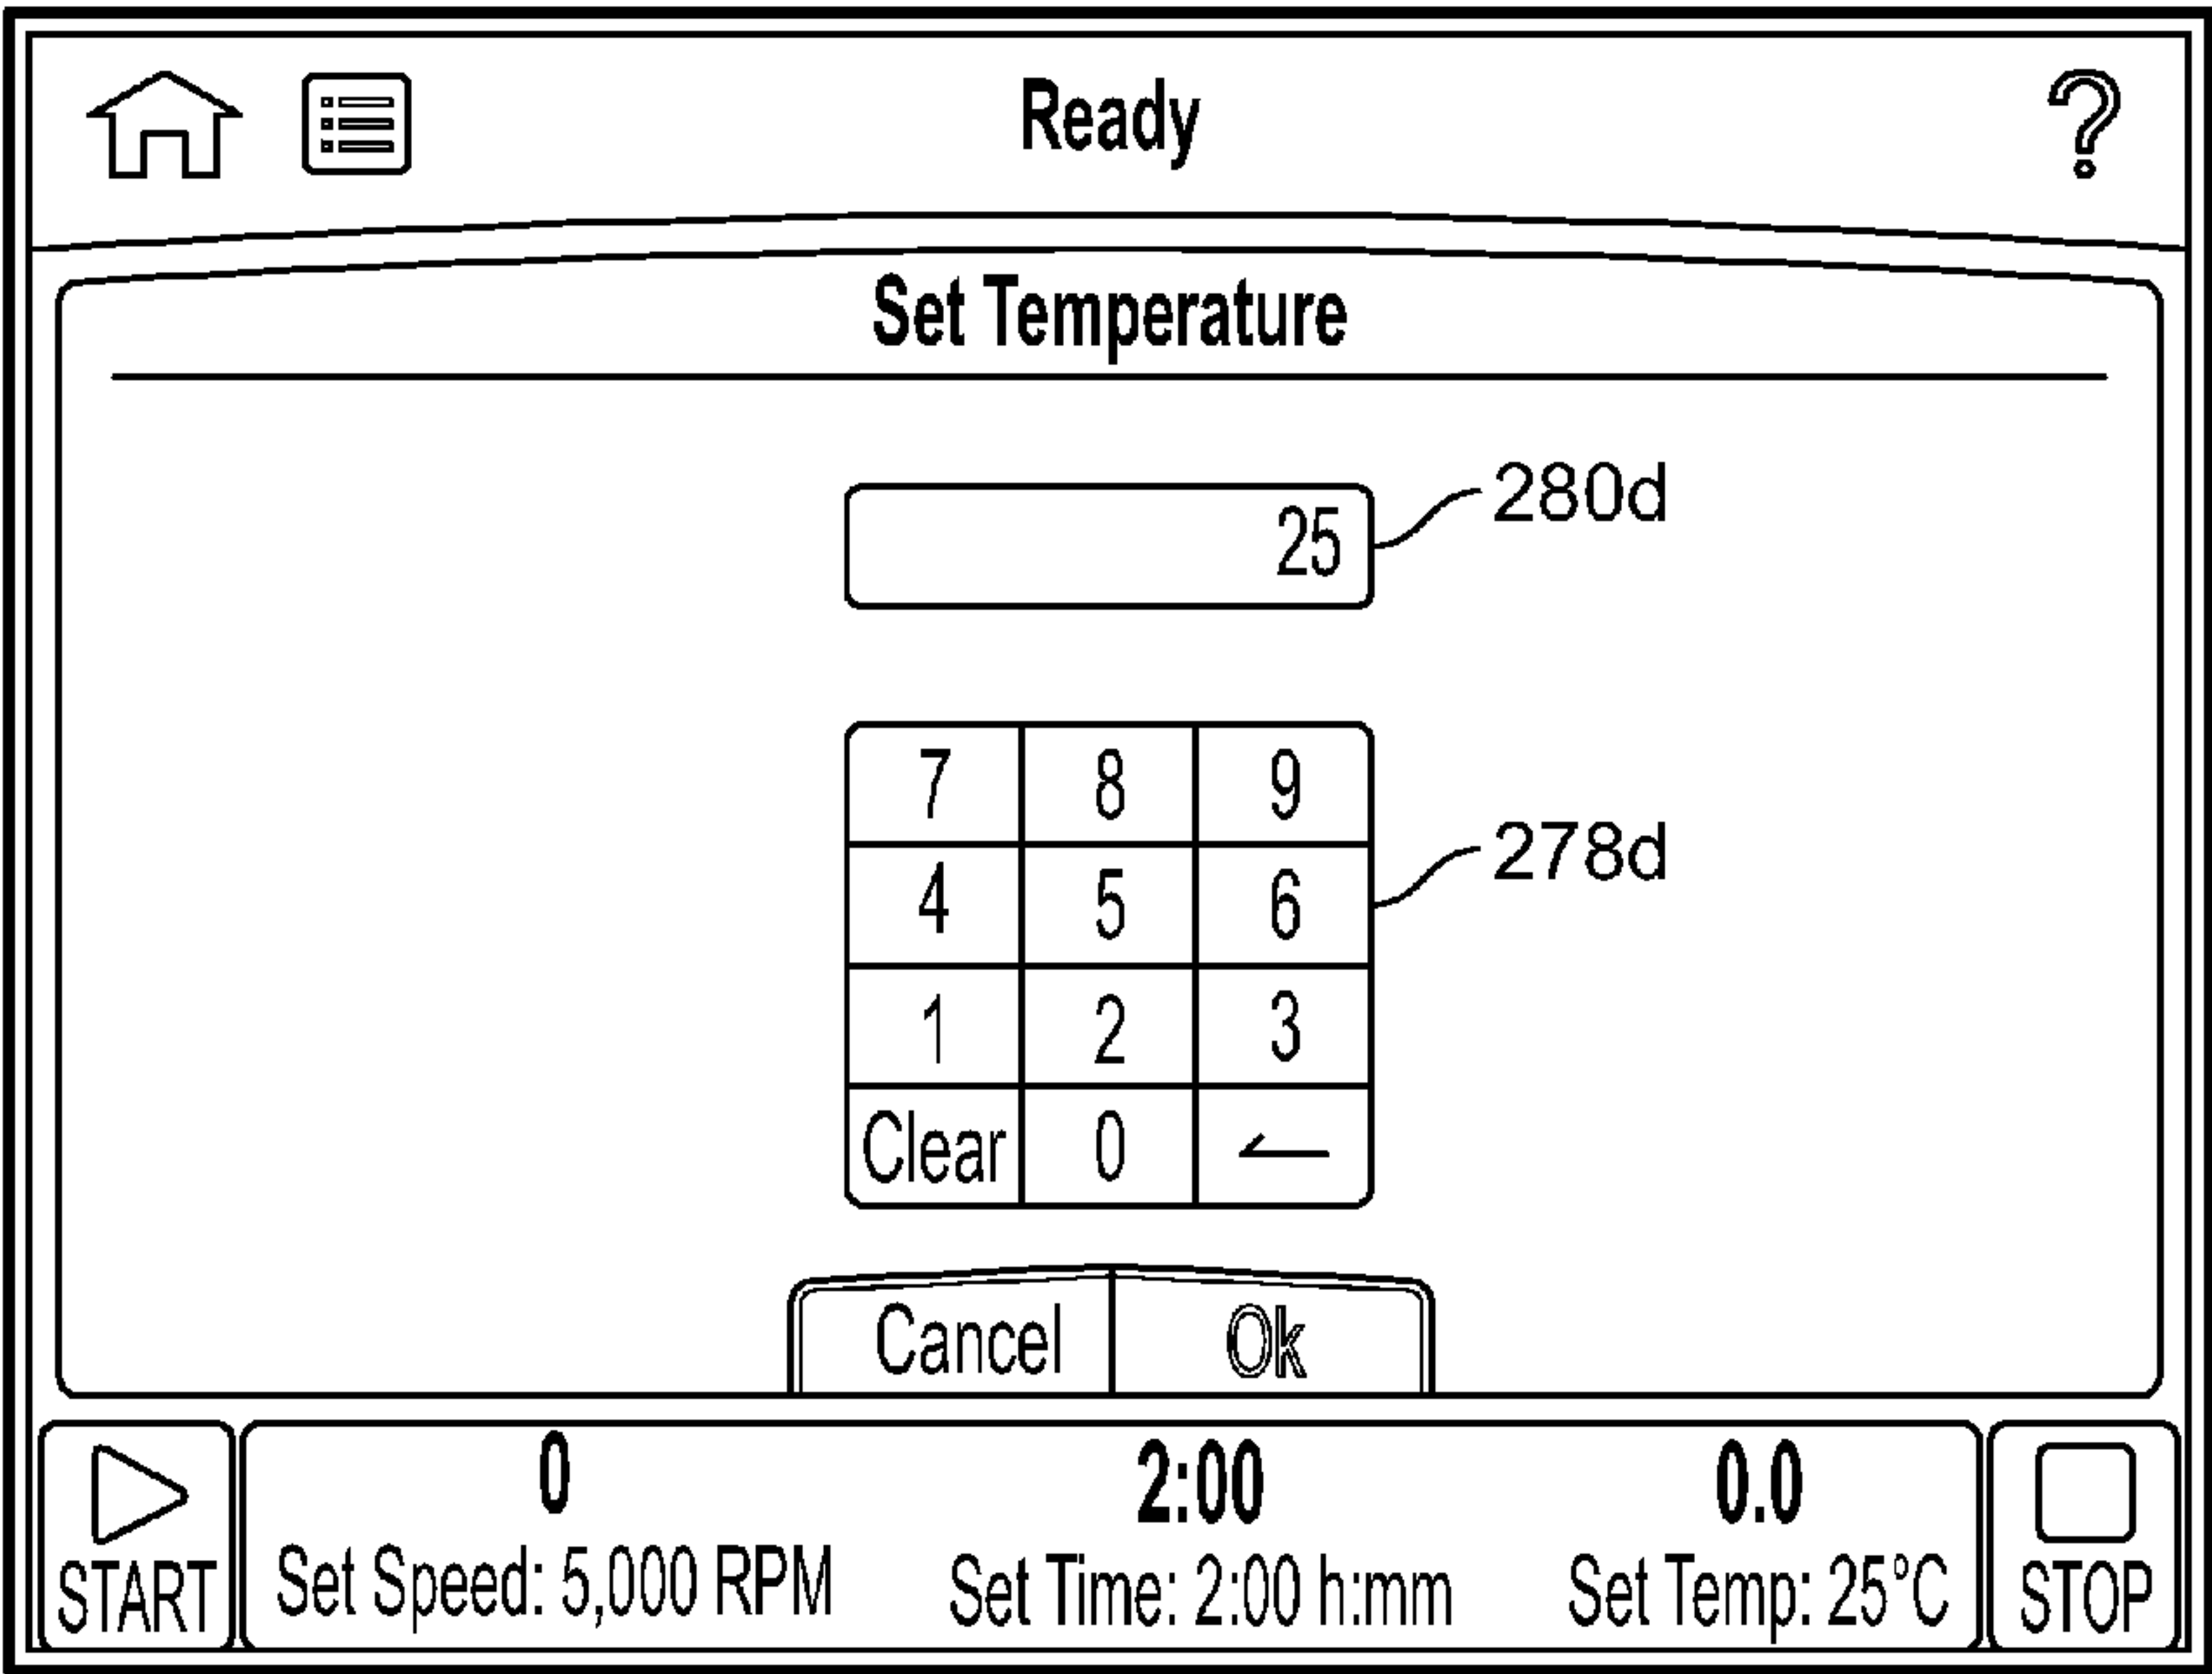 Ready
Set Temperature
25
280d
7 8 9
278d
4 5 6
1 2 3
Clear 0
Cancel Ok
0 2:00 0.0
START Set Speed: 5,000 RPM Set Time: 2:00 h:mm Set Temp: 25°C STOP